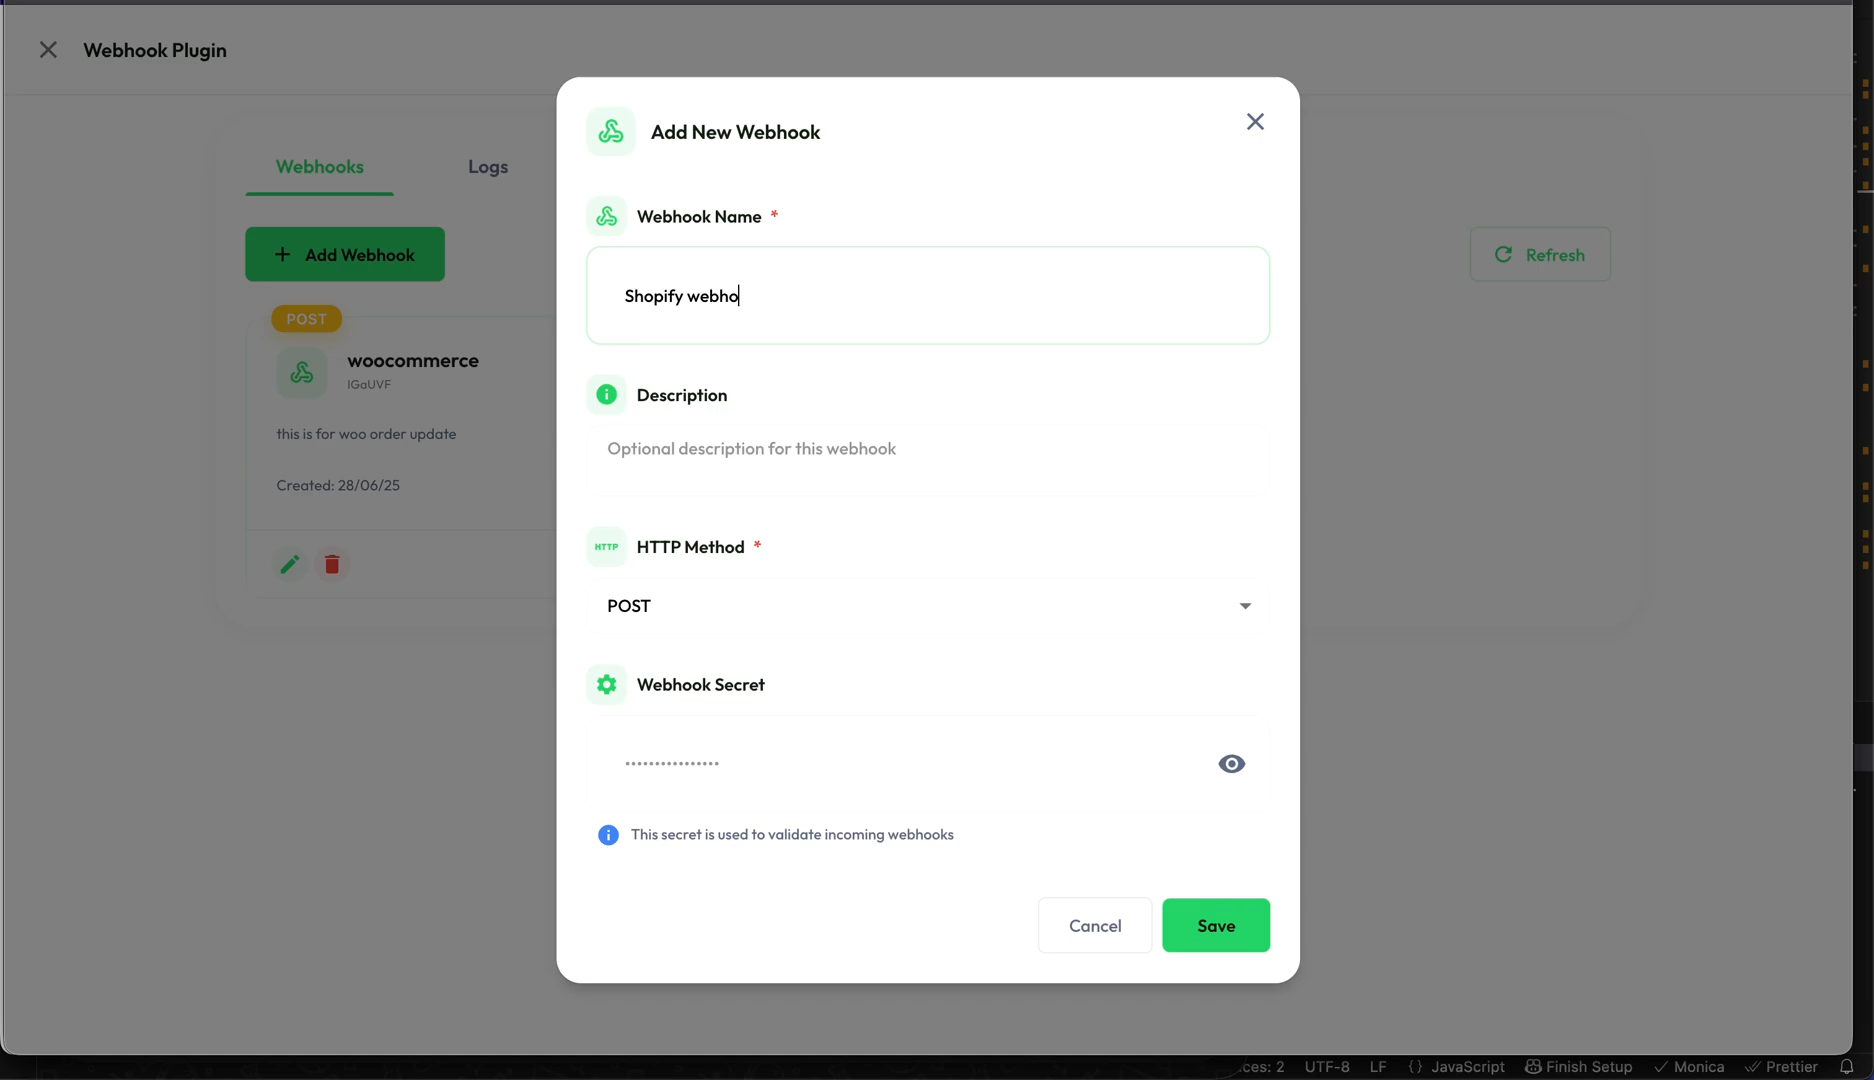 Webhook Plugin
Add New Webhook
Webhooks
Logs
Webhook Name *
Add Webhook
Refresh
Shopify webho
POST
woocommerce
IGaUVF
Description
this is for woo order update
Optional description for this webhook
Created: 28/06/25
HTTP
HTTP Method *
POST
Webhook Secret
••••••••••••••••
This secret is used to validate incoming webhooks
Cancel
Save
UTF-8 LF {} JavaScript Finish Setup Monica Prettier